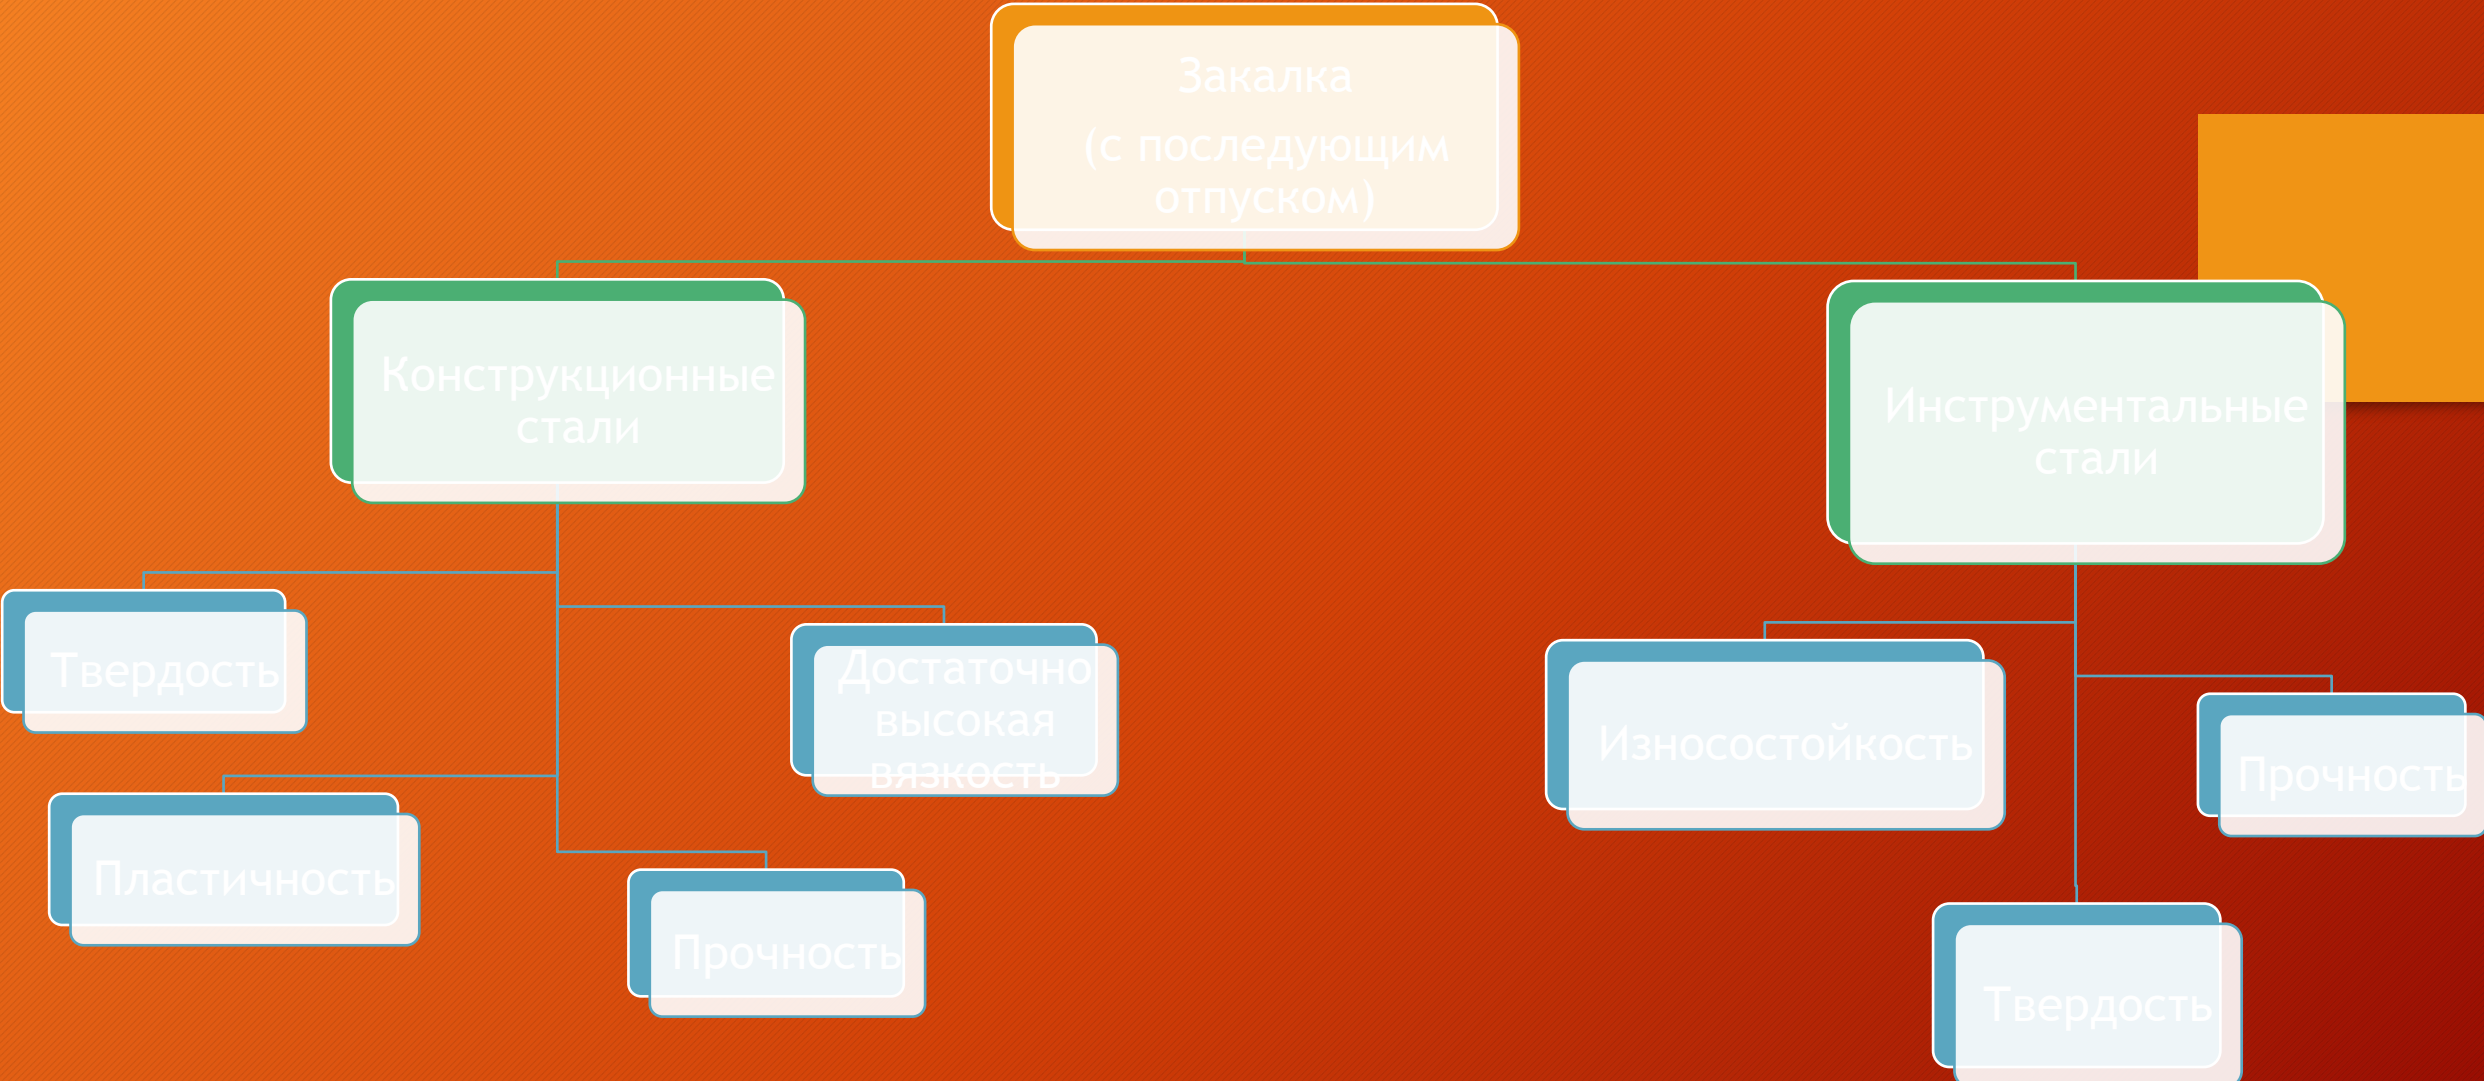 Закалка
(с последующим
отпуском)
Конструкционные
стали
Инструментальные
стали
Твердость
Достаточно
высокая
вязкость
Пластичность
Прочность
Износостойкость
Прочность
Твердость